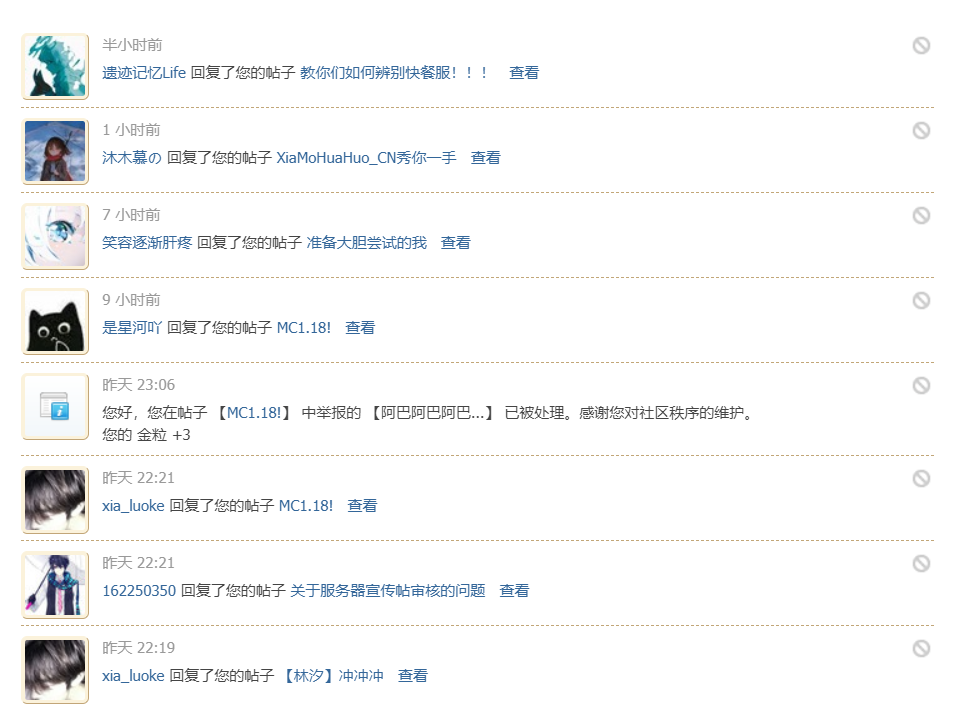 半小时前
遗迹记忆Life 回复了您的帖子 教你们如何辨别快餐服！！！ 查看
1 小时前
沐木慕の 回复了您的帖子 XiaMoHuaHuo_CN秀你一手 查看
7 小时前
笑容逐渐肝疼 回复了您的帖子 准备大胆尝试的我 查看
9 小时前
是星河吖 回复了您的帖子 MC1.18! 查看
昨天 23:06
您好，您在帖子 【MC1.18!】 中举报的 【阿巴阿巴阿巴...】 已被处理。感谢您对社区秩序的维护。
您的 金粒 +3
昨天 22:21
xia_luoke 回复了您的帖子 MC1.18! 查看
昨天 22:21
162250350 回复了您的帖子 关于服务器宣传帖审核的问题 查看
昨天 22:19
xia_luoke 回复了您的帖子 【林汐】冲冲冲 查看